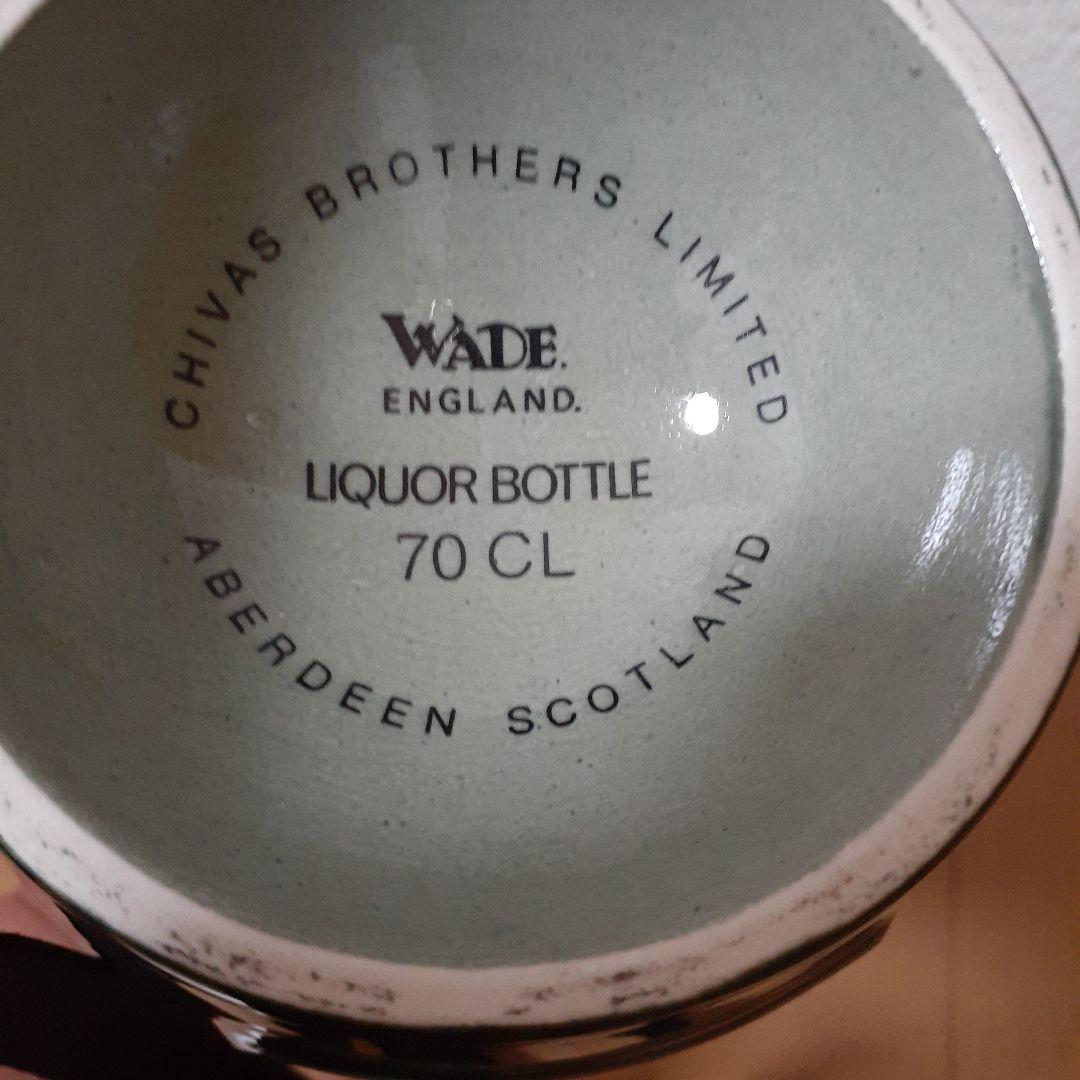 CHIVAS BROTHERS LIMITED
WADE.
ENGLAND.
LIQUOR BOTTLE
70 CL
ABERDEEN SCOTLAND